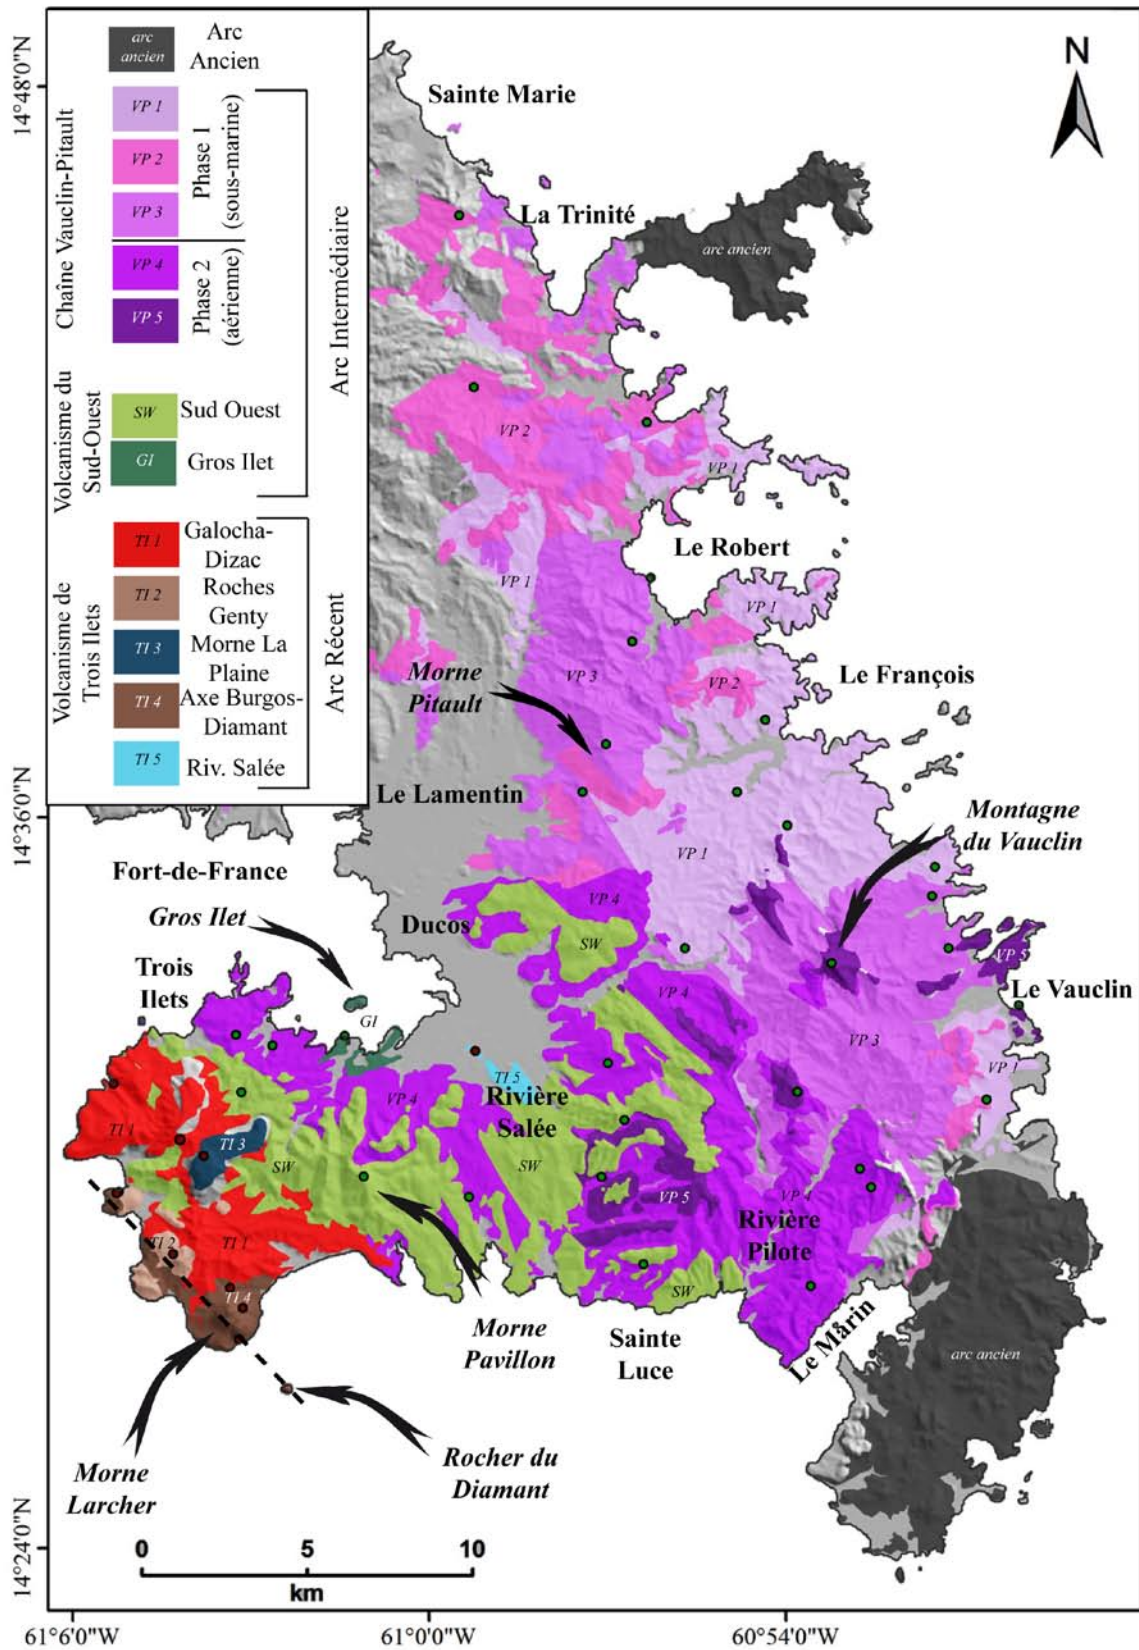 arc
ancien
Arc
Ancien
Chaîne Vauclin-Pitault
VP 1
VP 2
VP 3
Phase 1
(sous-marine)
VP 4
VP 5
Phase 2
(aérienne)
Arc Intermédiaire
Volcanisme du
Sud-Ouest
SW
Sud Ouest
GI
Gros Ilet
Volcanisme de
Trois Ilets
TI 1
Galocha-
Dizac
TI 2
Roches
Genty
TI 3
Morne La
Plaine
TI 4
Axe Burgos-
Diamant
TI 5
Riv. Salée
Arc Récent
N
14°48'0"N
14°36'0"N
14°24'0"N
Sainte Marie
La Trinité
arc ancien
VP 2
VP 1
Le Robert
VP 1
VP 1
VP 3
VP 2
Morne
Pitault
Le François
Le Lamentin
Montagne
du Vauclin
VP 1
Fort-de-France
VP 4
Gros Ilet
Ducos
SW
VP 5
Trois
Ilets
VP 4
Le Vauclin
GI
VP 3
VP 1
TI 5
Rivière
Salée
VP 4
TI 1
TI 3
SW
SW
VP 5
VP 4
Rivière
Pilote
TI 2
TI 1
TI 4
SW
Morne
Pavillon
Sainte
Luce
Le Marin
arc ancien
Morne
Larcher
Rocher du
Diamant
0
5
10
km
61°6'0"W
61°0'0"W
60°54'0"W